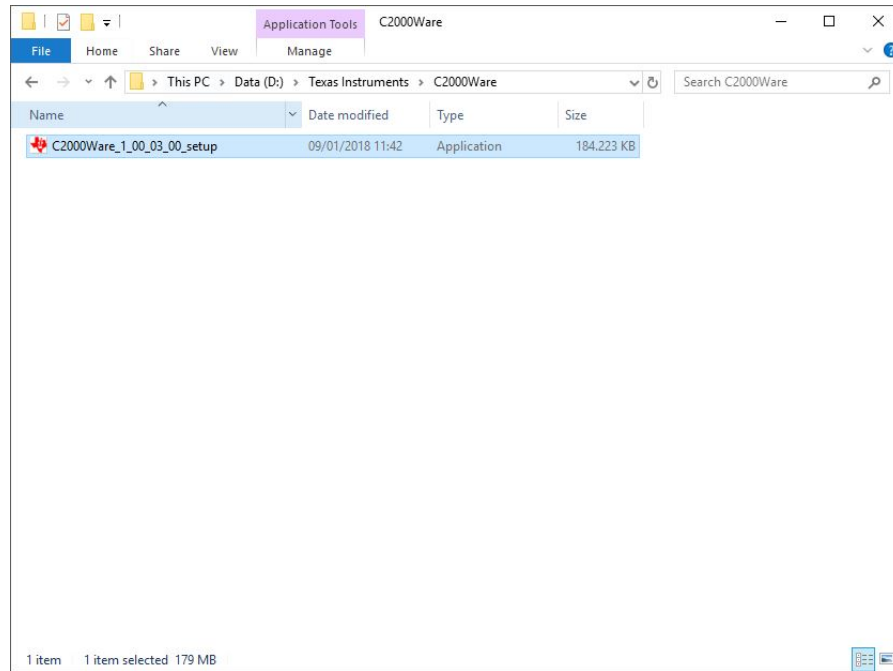 Application Tools C2000Ware
File Home Share View Manage
This PC > Data (D:) > Texas Instruments > C2000Ware Search C2000Ware
Name Date modified Type Size
C2000Ware_1_00_03_00_setup 09/01/2018 11:42 Application 184.223 KB
1 item 1 item selected 179 MB